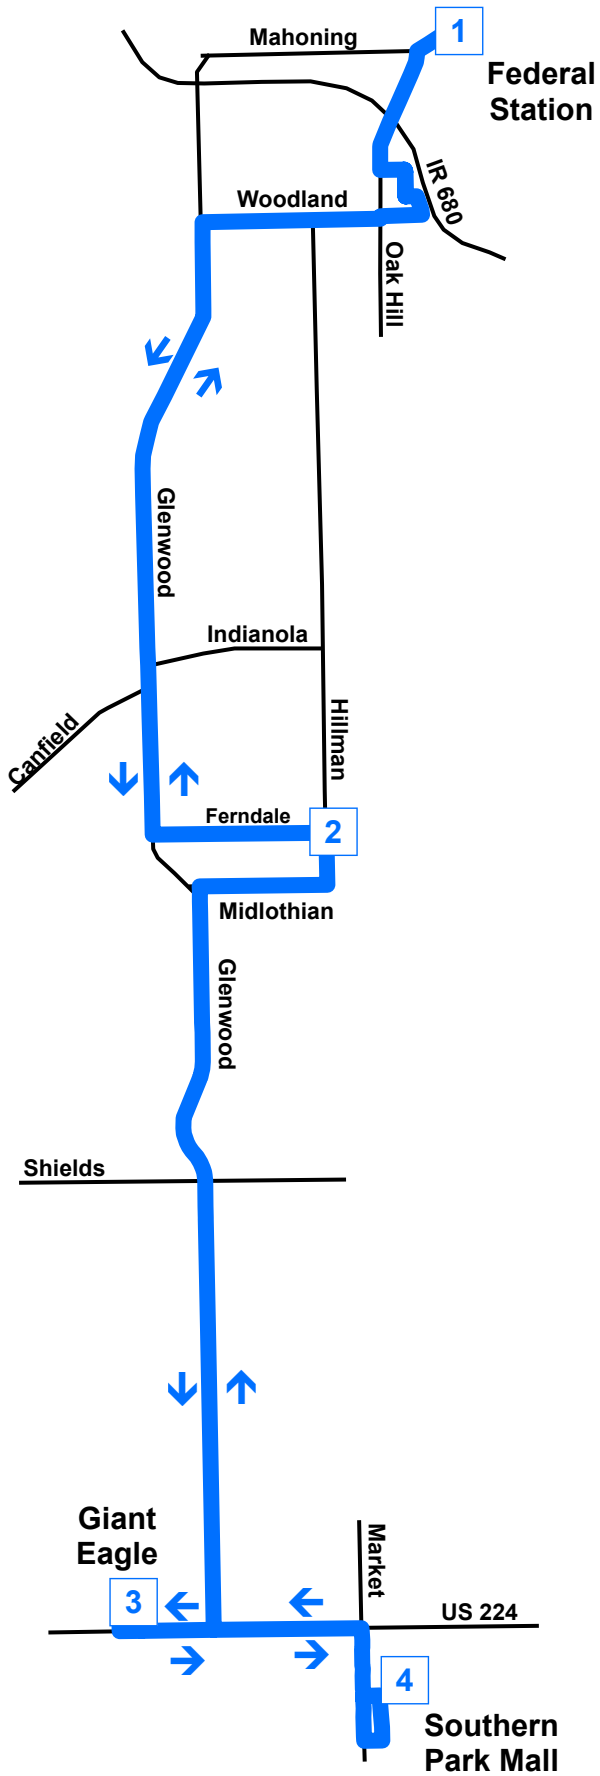 1
Mahoning
Federal
Station
IR 680
Woodland
Oak Hill
Glenwood
Indianola
Hillman
Canfield
Ferndale
2
Midlothian
Glenwood
Shields
Giant
Eagle
Market
3
US 224
4
Southern
Park Mall